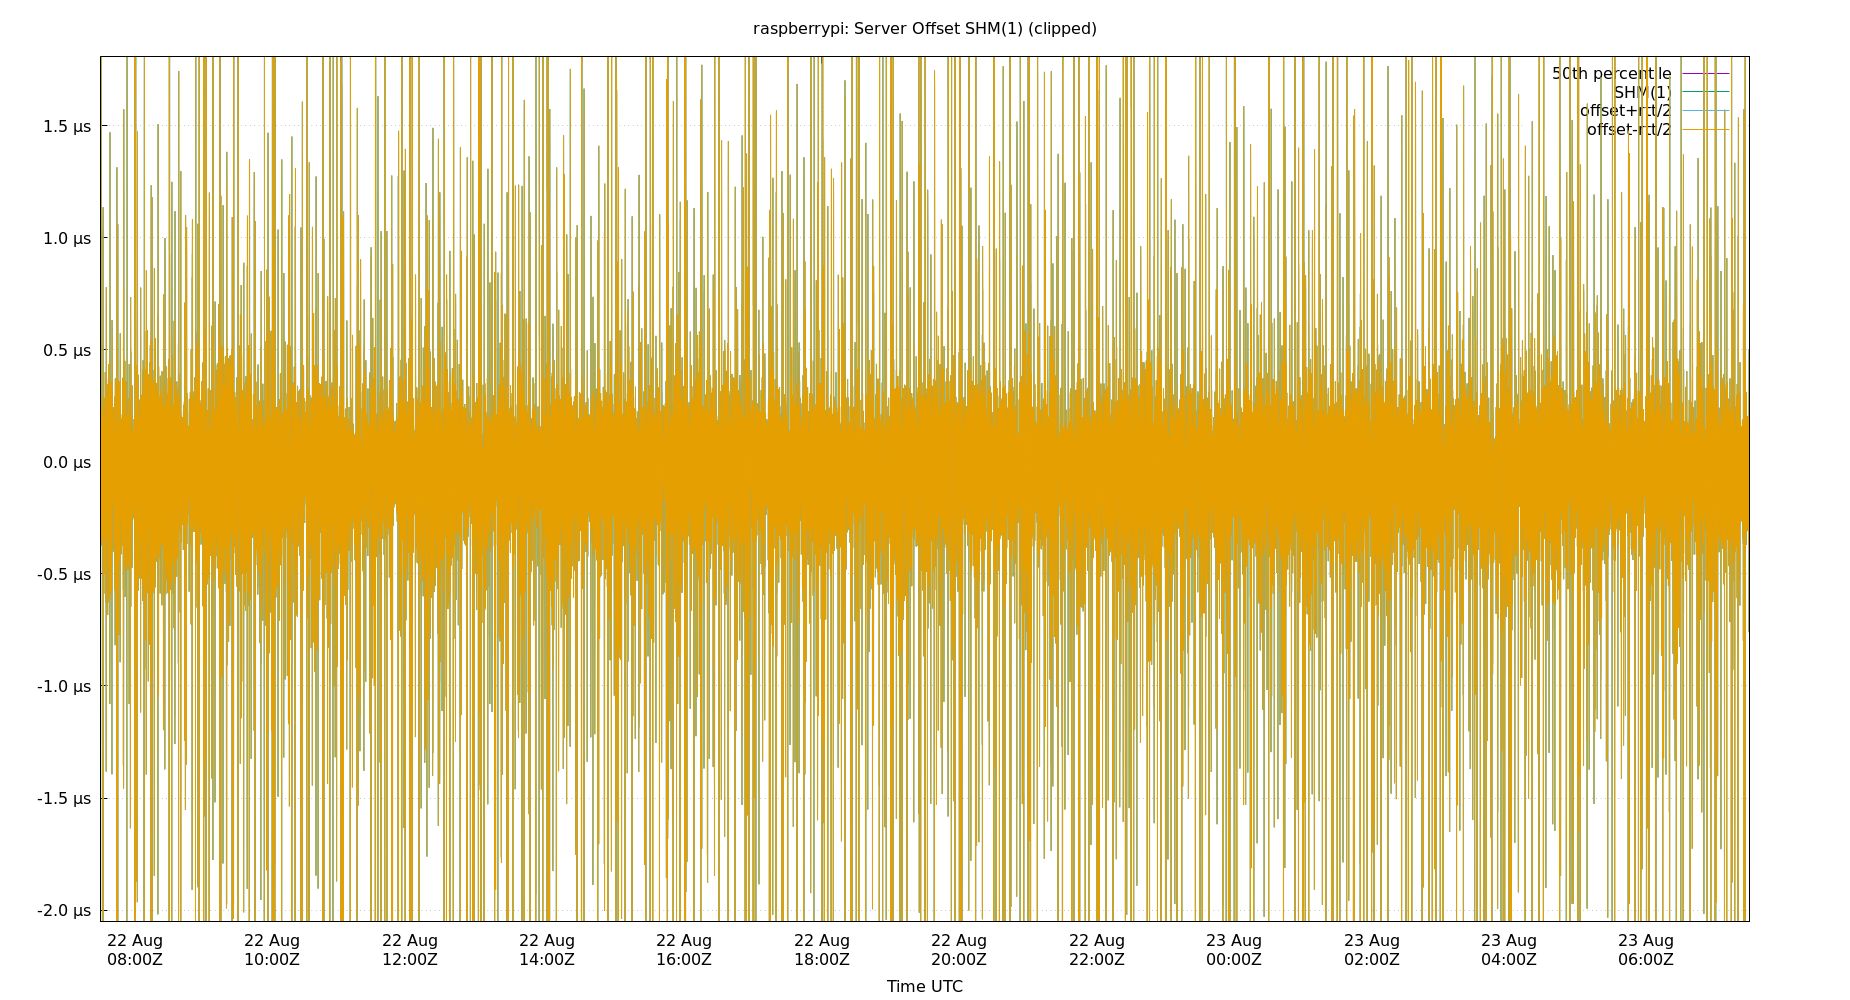 raspberrypi: Server Offset SHM(1) (clipped)
50th percentile
SHM(1)
offset+rtt/2
offset-rtt/2
1.5 µs
1.0 µs
0.5 µs
0.0 µs
-0.5 µs
-1.0 µs
-1.5 µs
-2.0 µs
22 Aug 22 Aug 22 Aug 22 Aug 22 Aug 22 Aug 22 Aug 22 Aug 23 Aug 23 Aug 23 Aug 23 Aug
08:00Z 10:00Z 12:00Z 14:00Z 16:00Z 18:00Z 20:00Z 22:00Z 00:00Z 02:00Z 04:00Z 06:00Z
Time UTC